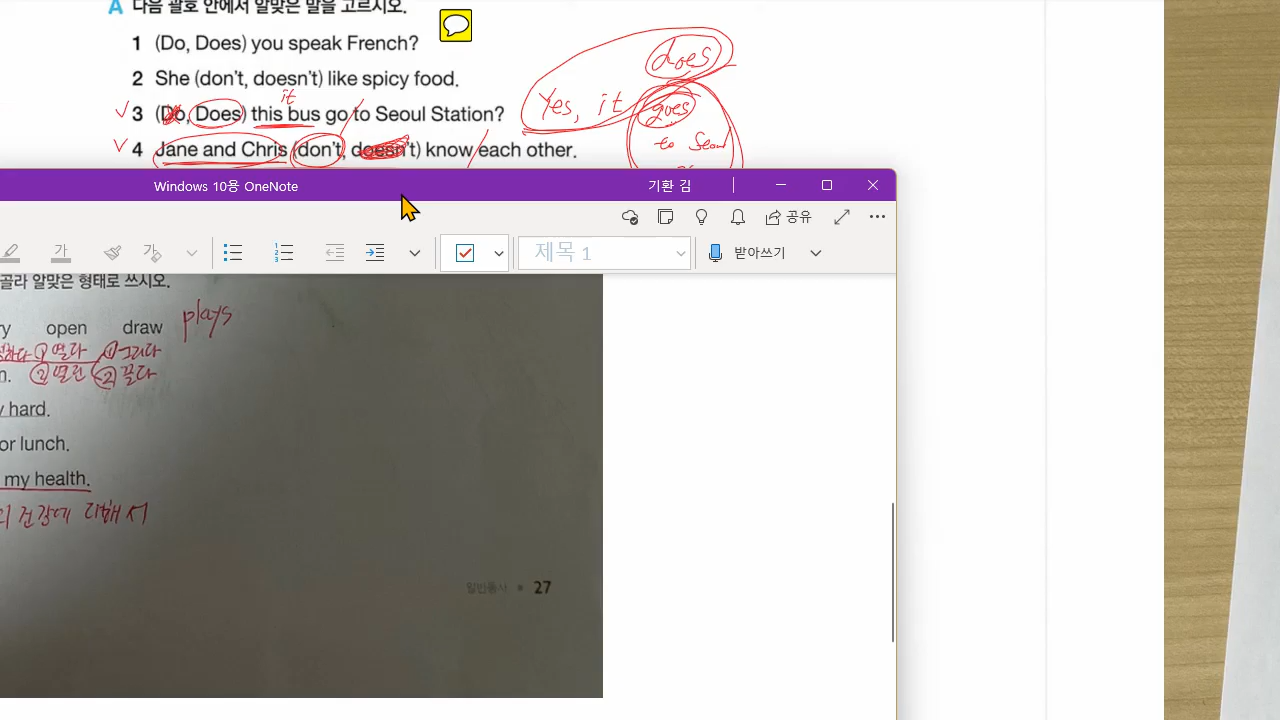 A 다음 괄호 안에서 알맞은 말을 고르시오.
1 (Do, Does) you speak French?
does
2 She (don't, doesn't) like spicy food.
it
Yes, it goes
3 (Do, Does) this bus go to Seoul Station?
to Seoul
4 Jane and Chris (don't, doesn't) know each other.
Windows 10용 OneNote
기환 김
공유
가 가
제목 1
받아쓰기
골라 알맞은 형태로 쓰시오.
ry open draw plays
①열다 ①그리다
n. ②열린 ②끌다
y hard.
or lunch.
my health.
건강에 대해서
일반동사 27